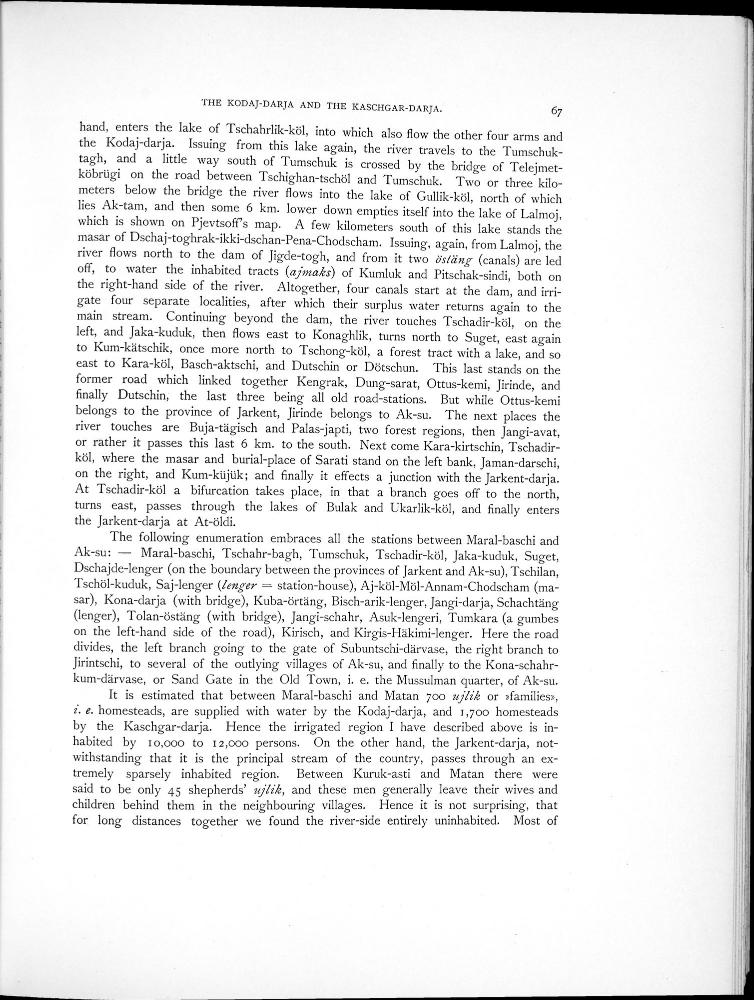 THE KODAJ-DARJA AND THE KASCHGAR-DARJA. 67
hand, enters the lake of Tschahrlik-köl, into which also flow the other four arms and
the Kodaj-darja. Issuing from this lake again, the river travels to the Tumschuk-
tagh, and a little way south of Tumschuk is crossed by the bridge of Telejmet-
köbrügi on the road between Tschighan-tschöl and Tumschuk. Two or three kilo-
meters below the bridge the river flows into the lake of Gullik-köl, north of which
lies Ak-tam, and then some 6 km. lower down empties itself into the lake of Lalmoj,
which is shown on Pjevtsoff's map. A few kilometers south of this lake stands the
masar of Dschaj-toghrak-ikki-dschan-Pena-Chodscham. Issuing, again, from Lalmoj, the
river flows north to the dam of Jigde-togh, and from it two östäng (canals) are led
off, to water the inhabited tracts (ajmaks) of Kumluk and Pitschak-sindi, both on
the right-hand side of the river. Altogether, four canals start at the dam, and irri-
gate four separate localities, after which their surplus water returns again to the
main stream. Continuing beyond the dam, the river touches Tschadir-köl, on the
left, and Jaka-kuduk, then flows east to Konaghlik, turns north to Suget, east again
to Kum-kätschik, once more north to Tschong-köl, a forest tract with a lake, and so
east to Kara-köl, Basch-aktschi, and Dutschin or Dötschun. This last stands on the
former road which linked together Kengrak, Dung-sarat, Ottus-kemi, Jirinde, and
finally Dutschin, the last three being all old road-stations. But while Ottus-kemi
belongs to the province of Jarkent, Jirinde belongs to Ak-su. The next places the
river touches are Buja-tägisch and Palas-japti, two forest regions, then Jangi-avat,
or rather it passes this last 6 km. to the south. Next come Kara-kirtschin, Tschadir-
köl, where the masar and burial-place of Sarati stand on the left bank, Jaman-darschi,
on the right, and Kum-küjük; and finally it effects a junction with the Jarkent-darja.
At Tschadir-köl a bifurcation takes place, in that a branch goes off to the north,
turns east, passes through the lakes of Bulak and Ukarlik-köl, and finally enters
the Jarkent-darja at At-öldi.
The following enumeration embraces all the stations between Maral-baschi and
Ak-su: — Maral-baschi, Tschahr-bagh, Tumschuk, Tschadir-köl, Jaka-kuduk, Suget,
Dschajde-lenger (on the boundary between the provinces of Jarkent and Ak-su), Tschilan,
Tschöl-kuduk, Saj-lenger (lenger = station-house), Aj-köl-Möl-Annam-Chodscham (ma-
sar), Kona-darja (with bridge), Kuba-örtäng, Bisch-arik-lenger, Jangi-darja, Schachtäng
(lenger), Tolan-östäng (with bridge), Jangi-schahr, Asuk-lengeri, Tumkara (a gumbes
on the left-hand side of the road), Kirisch, and Kirgis-Häkimi-lenger. Here the road
divides, the left branch going to the gate of Subuntschi-därvase, the right branch to
Jirintschi, to several of the outlying villages of Ak-su, and finally to the Kona-schahr-
kum-därvase, or Sand Gate in the Old Town, i. e. the Mussulman quarter, of Ak-su.
It is estimated that between Maral-baschi and Matan 700 ujlik or »families»,
i. e. homesteads, are supplied with water by the Kodaj-darja, and 1,700 homesteads
by the Kaschgar-darja. Hence the irrigated region I have described above is in-
habited by 10,000 to 12,000 persons. On the other hand, the Jarkent-darja, not-
withstanding that it is the principal stream of the country, passes through an ex-
tremely sparsely inhabited region. Between Kuruk-asti and Matan there were
said to be only 45 shepherds' ujlik, and these men generally leave their wives and
children behind them in the neighbouring villages. Hence it is not surprising, that
for long distances together we found the river-side entirely uninhabited. Most of